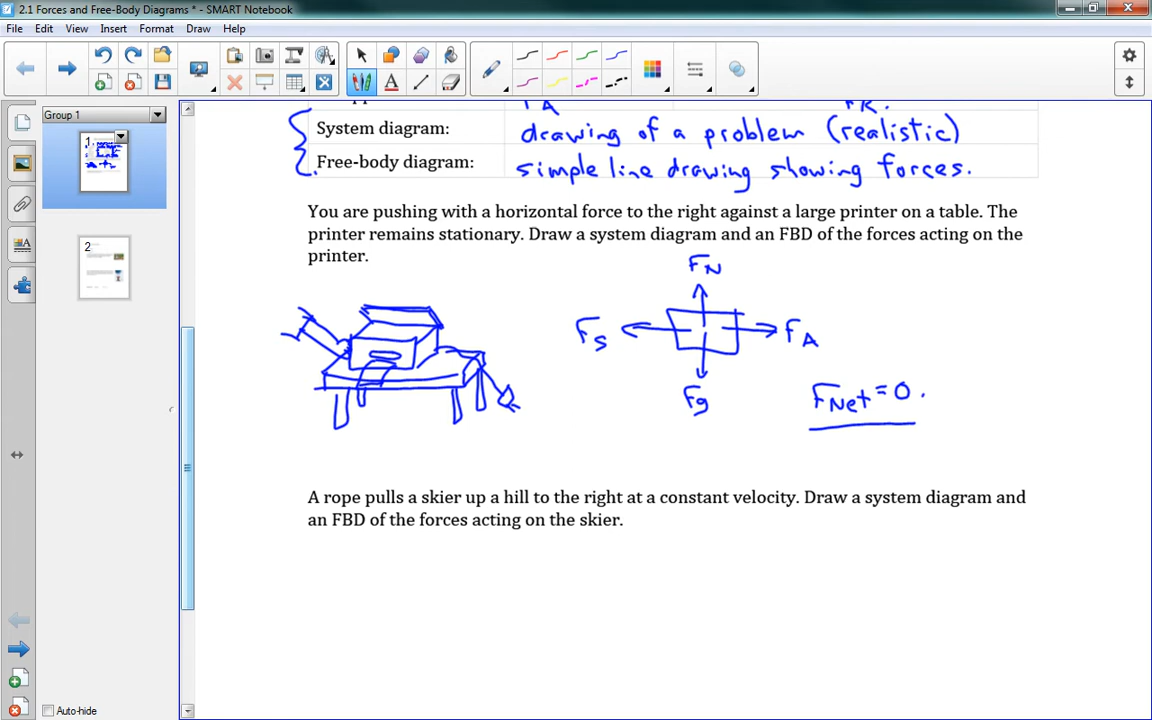 2.1 Forces and Free-Body Diagrams * - SMART Notebook
File Edit View Insert Format Draw Help
Group 1
1
2
Auto-hide
FA FR.
System diagram: drawing of a problem (realistic)
Free-body diagram: simple line drawing showing forces.
You are pushing with a horizontal force to the right against a large printer on a table. The
printer remains stationary. Draw a system diagram and an FBD of the forces acting on the
printer.
FN
FS FA
Fg
FNet = 0.
A rope pulls a skier up a hill to the right at a constant velocity. Draw a system diagram and
an FBD of the forces acting on the skier.